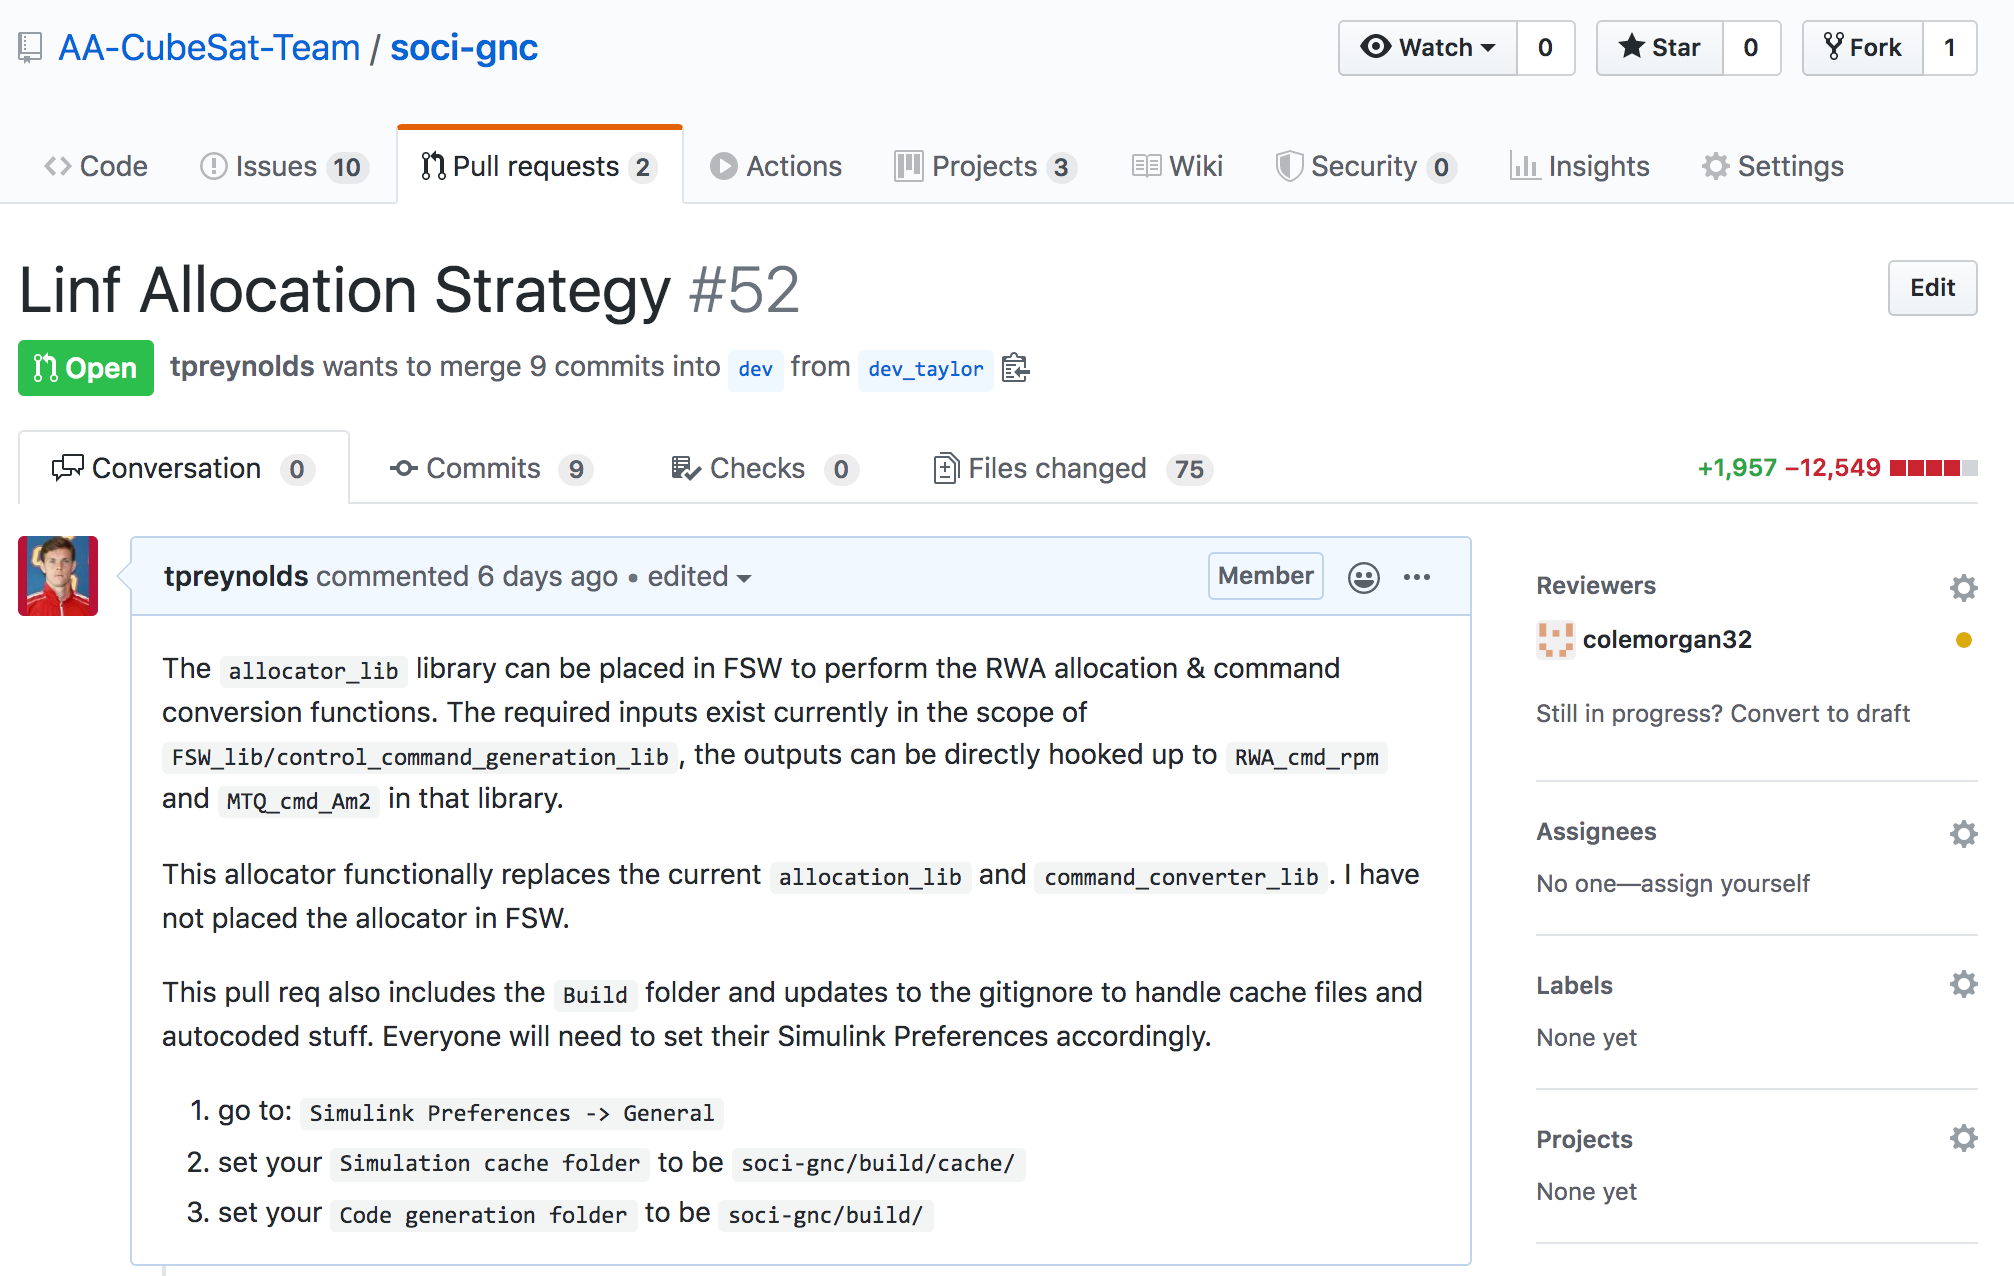 AA-CubeSat-Team / soci-gnc
Watch 0 Star 0 Fork 1
Code Issues 10 Pull requests 2 Actions Projects 3 Wiki Security 0 Insights Settings
Linf Allocation Strategy #52
Edit
Open tpreynolds wants to merge 9 commits into dev from dev_taylor
Conversation 0 Commits 9 Checks 0 Files changed 75 +1,957 −12,549
tpreynolds commented 6 days ago • edited Member
The allocator_lib library can be placed in FSW to perform the RWA allocation & command
conversion functions. The required inputs exist currently in the scope of
FSW_lib/control_command_generation_lib, the outputs can be directly hooked up to RWA_cmd_rpm
and MTQ_cmd_Am2 in that library.
This allocator functionally replaces the current allocation_lib and command_converter_lib. I have
not placed the allocator in FSW.
This pull req also includes the Build folder and updates to the gitignore to handle cache files and
autocoded stuff. Everyone will need to set their Simulink Preferences accordingly.
1. go to: Simulink Preferences -> General
2. set your Simulation cache folder to be soci-gnc/build/cache/
3. set your Code generation folder to be soci-gnc/build/
Reviewers
colemorgan32
Still in progress? Convert to draft
Assignees
No one—assign yourself
Labels
None yet
Projects
None yet